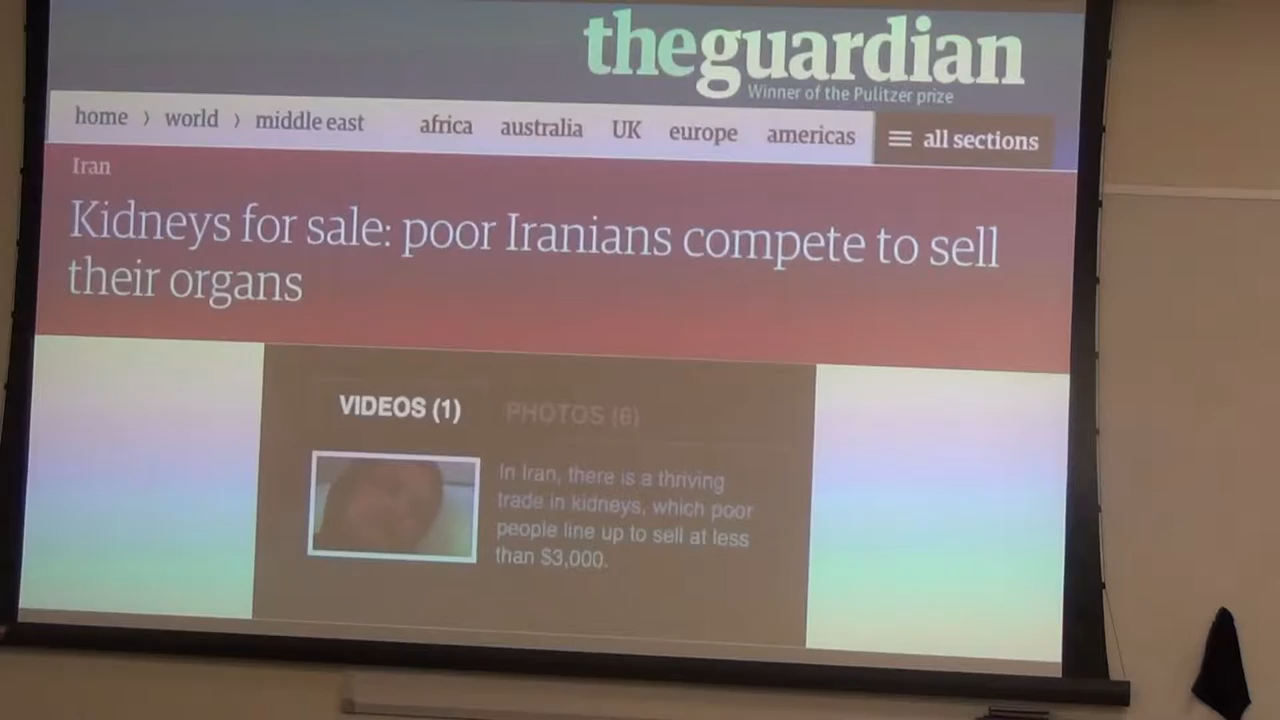 theguardian
Winner of the Pulitzer prize
home › world › middle east africa australia UK europe americas ≡ all sections
Iran
Kidneys for sale: poor Iranians compete to sell
their organs
VIDEOS (1) PHOTOS (6)
In Iran, there is a thriving
trade in kidneys, which poor
people line up to sell at less
than $3,000.